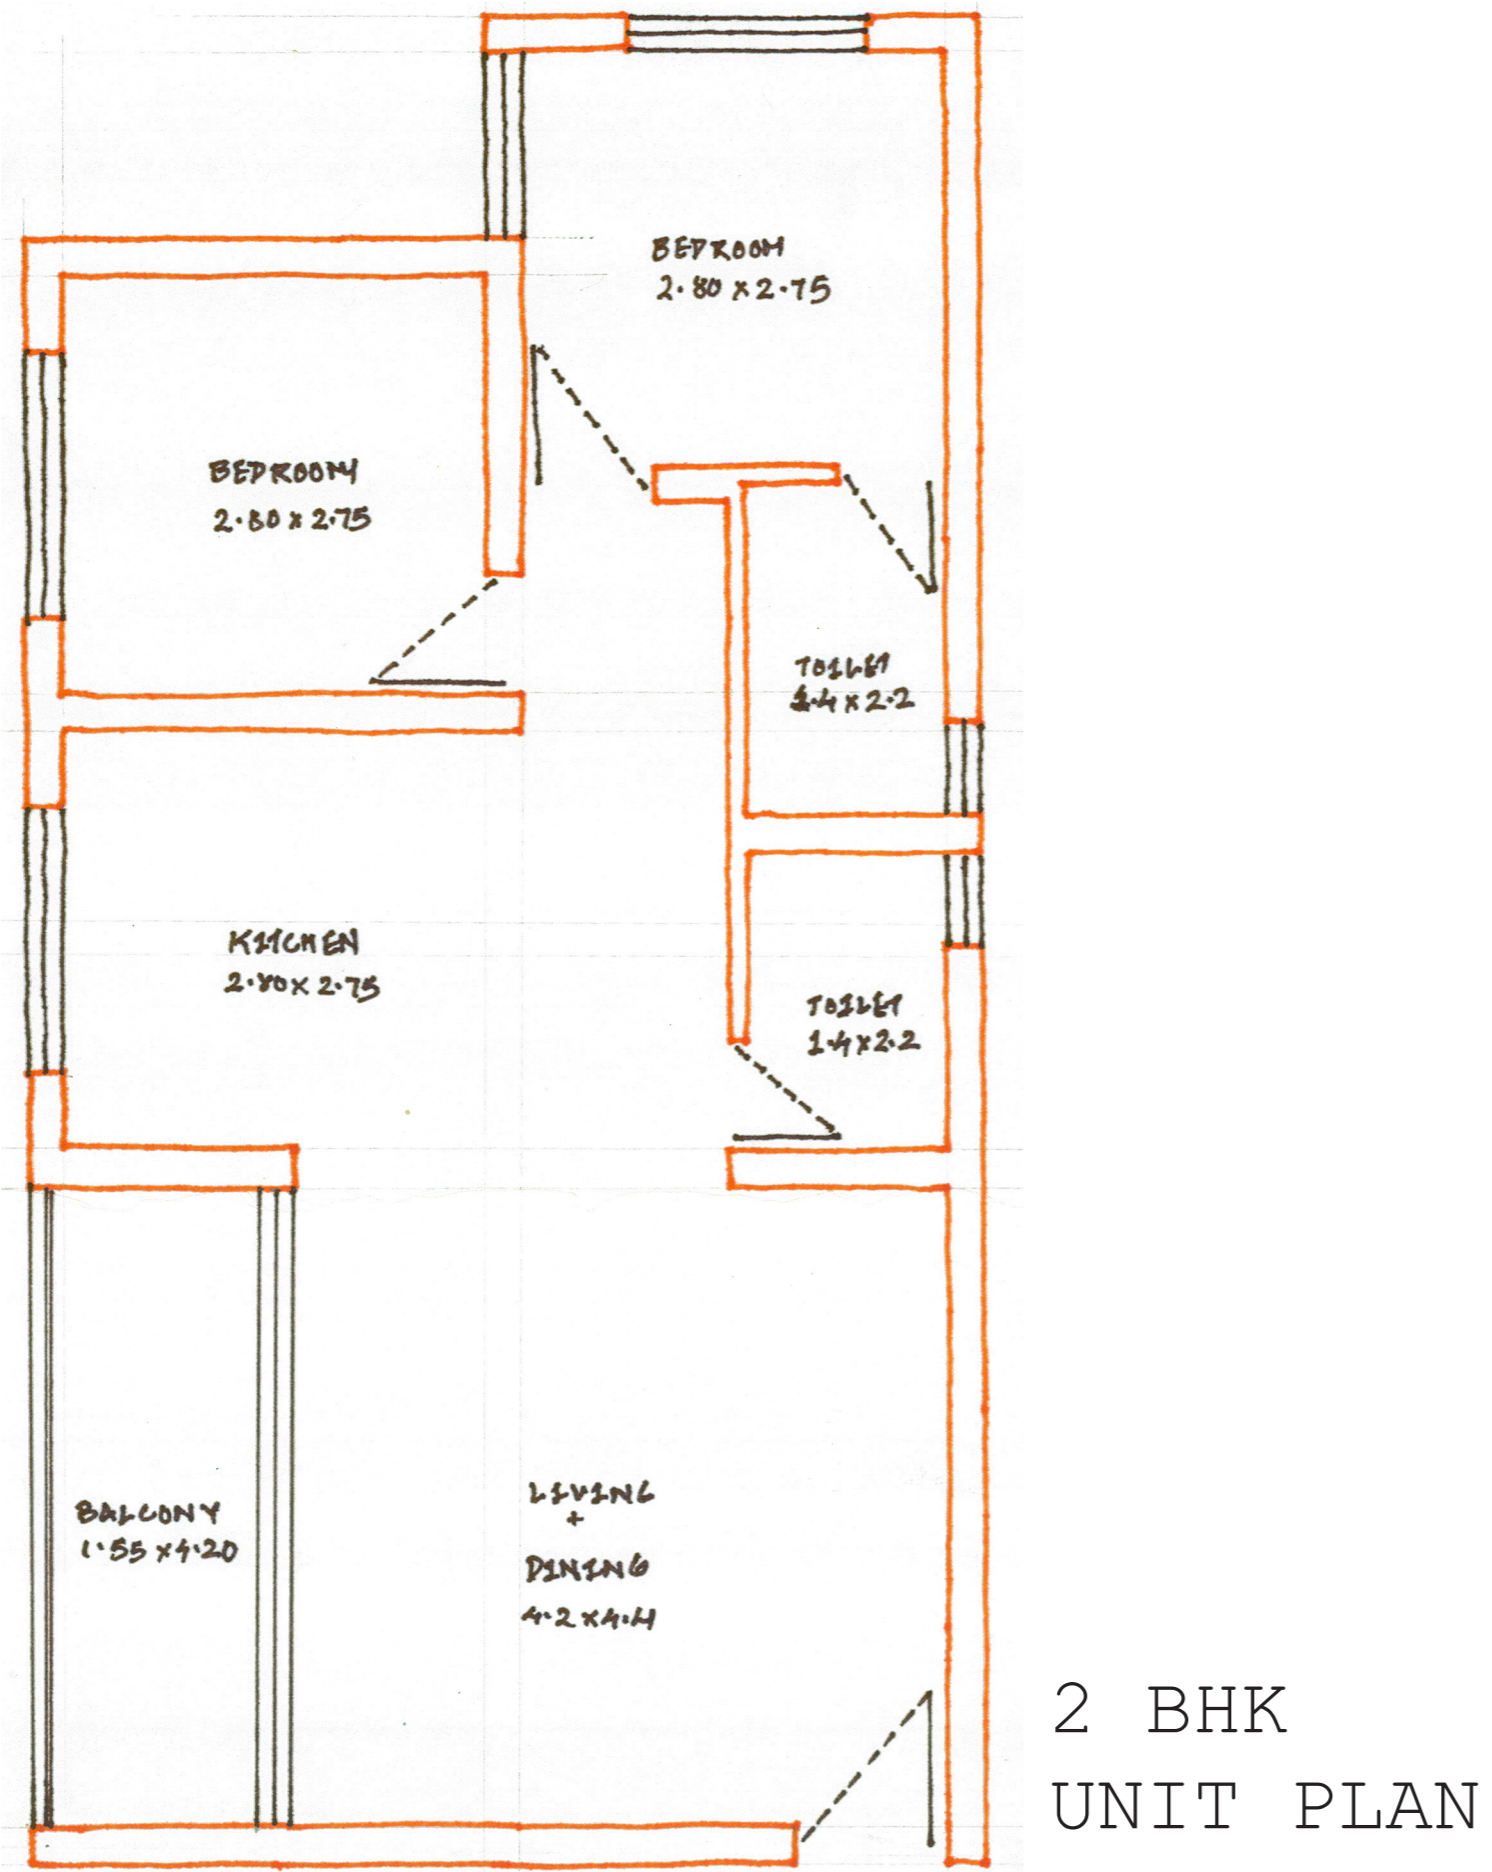 BEDROOM
2.80 x 2.75
BEDROOM
2.80 x 2.75
TOILET
1.4 x 2.2
KITCHEN
2.80 x 2.75
TOILET
1.4 x 2.2
BALCONY
1.55 x 4.20
LIVING
+
DINING
4.2 x 4.4
2 BHK
UNIT PLAN